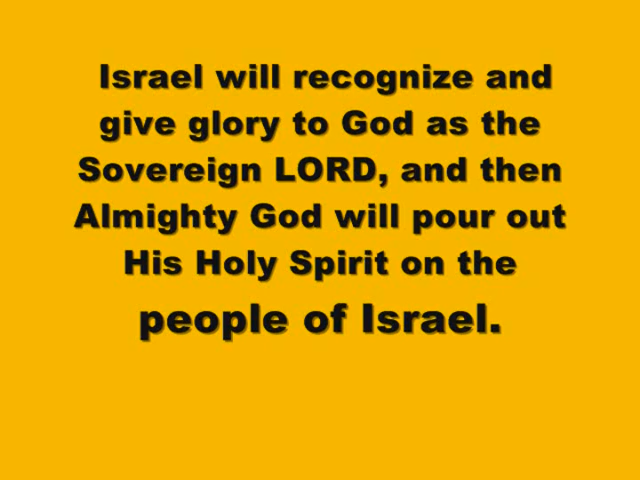 Israel will recognize and
give glory to God as the
Sovereign LORD, and then
Almighty God will pour out
His Holy Spirit on the
people of Israel.